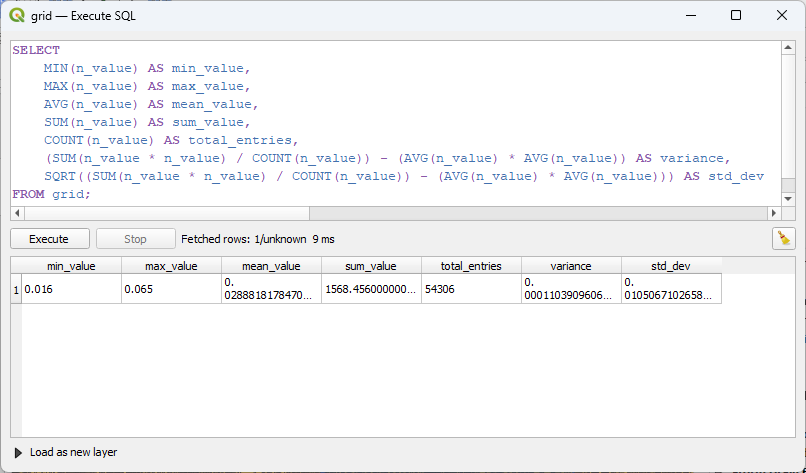 grid — Execute SQL
SELECT
MIN(n_value) AS min_value,
MAX(n_value) AS max_value,
AVG(n_value) AS mean_value,
SUM(n_value) AS sum_value,
COUNT(n_value) AS total_entries,
(SUM(n_value * n_value) / COUNT(n_value)) - (AVG(n_value) * AVG(n_value)) AS variance,
SQRT((SUM(n_value * n_value) / COUNT(n_value)) - (AVG(n_value) * AVG(n_value))) AS std_dev
FROM grid;
Execute Stop Fetched rows: 1/unknown 9 ms
min_value max_value mean_value sum_value total_entries variance std_dev
1 0.016 0.065 0.0288818178470... 1568.456000000... 54306 0.0001103909606... 0.0105067102658...
Load as new layer